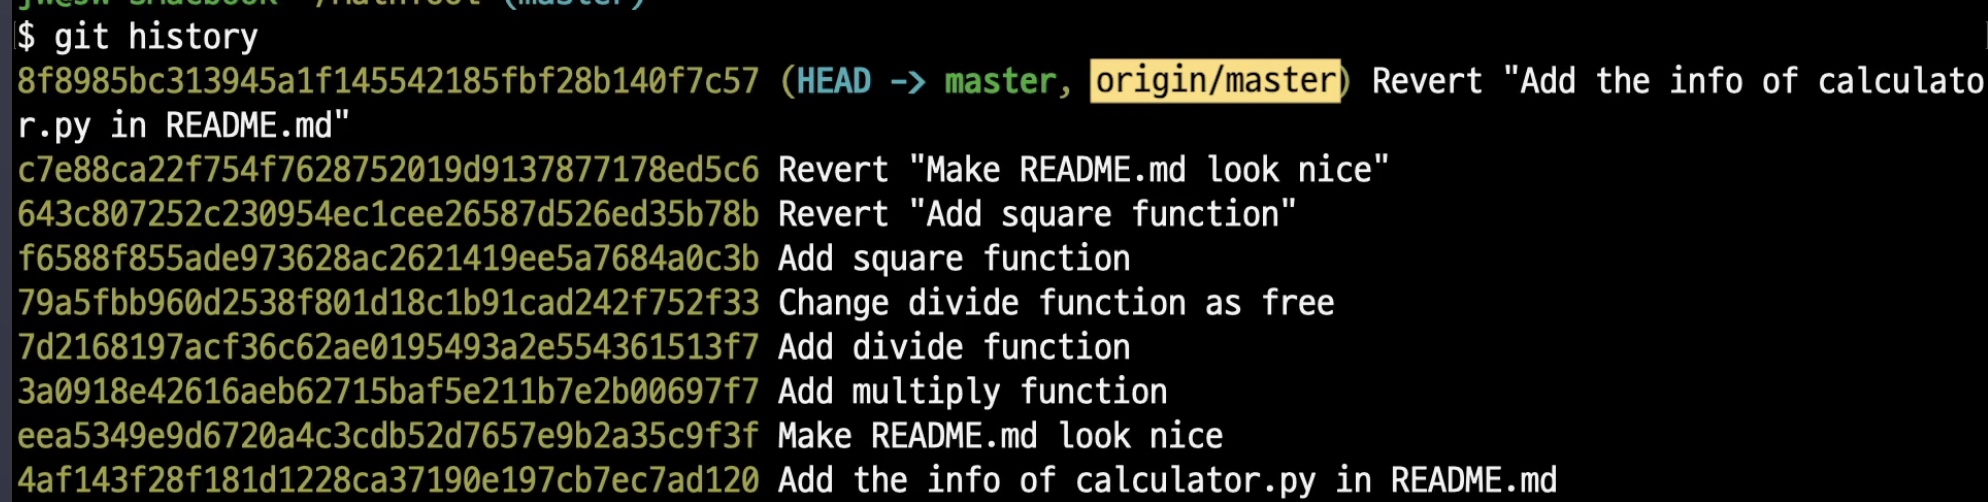 $ git history
8f8985bc313945a1f145542185fbf28b140f7c57 (HEAD -> master, origin/master) Revert "Add the info of calculato
r.py in README.md"
c7e88ca22f754f7628752019d9137877178ed5c6 Revert "Make README.md look nice"
643c807252c230954ec1cee26587d526ed35b78b Revert "Add square function"
f6588f855ade973628ac2621419ee5a7684a0c3b Add square function
79a5fbb960d2538f801d18c1b91cad242f752f33 Change divide function as free
7d2168197acf36c62ae0195493a2e554361513f7 Add divide function
3a0918e42616aeb62715baf5e211b7e2b00697f7 Add multiply function
eea5349e9d6720a4c3cdb52d7657e9b2a35c9f3f Make README.md look nice
4af143f28f181d1228ca37190e197cb7ec7ad120 Add the info of calculator.py in README.md